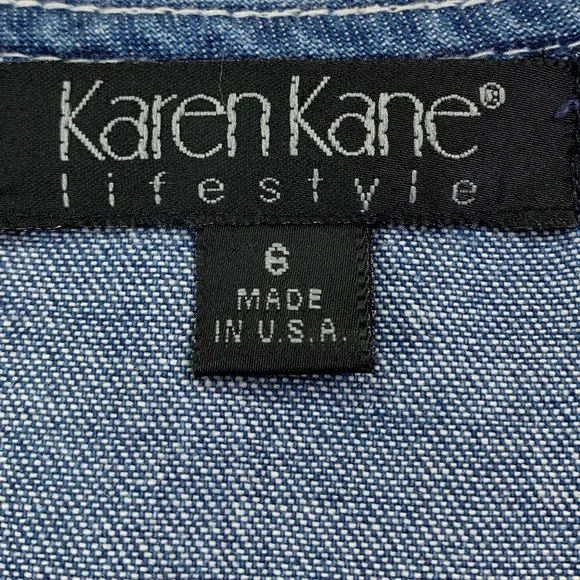 Karen Kane®
lifestyle
6
MADE
IN U.S.A.